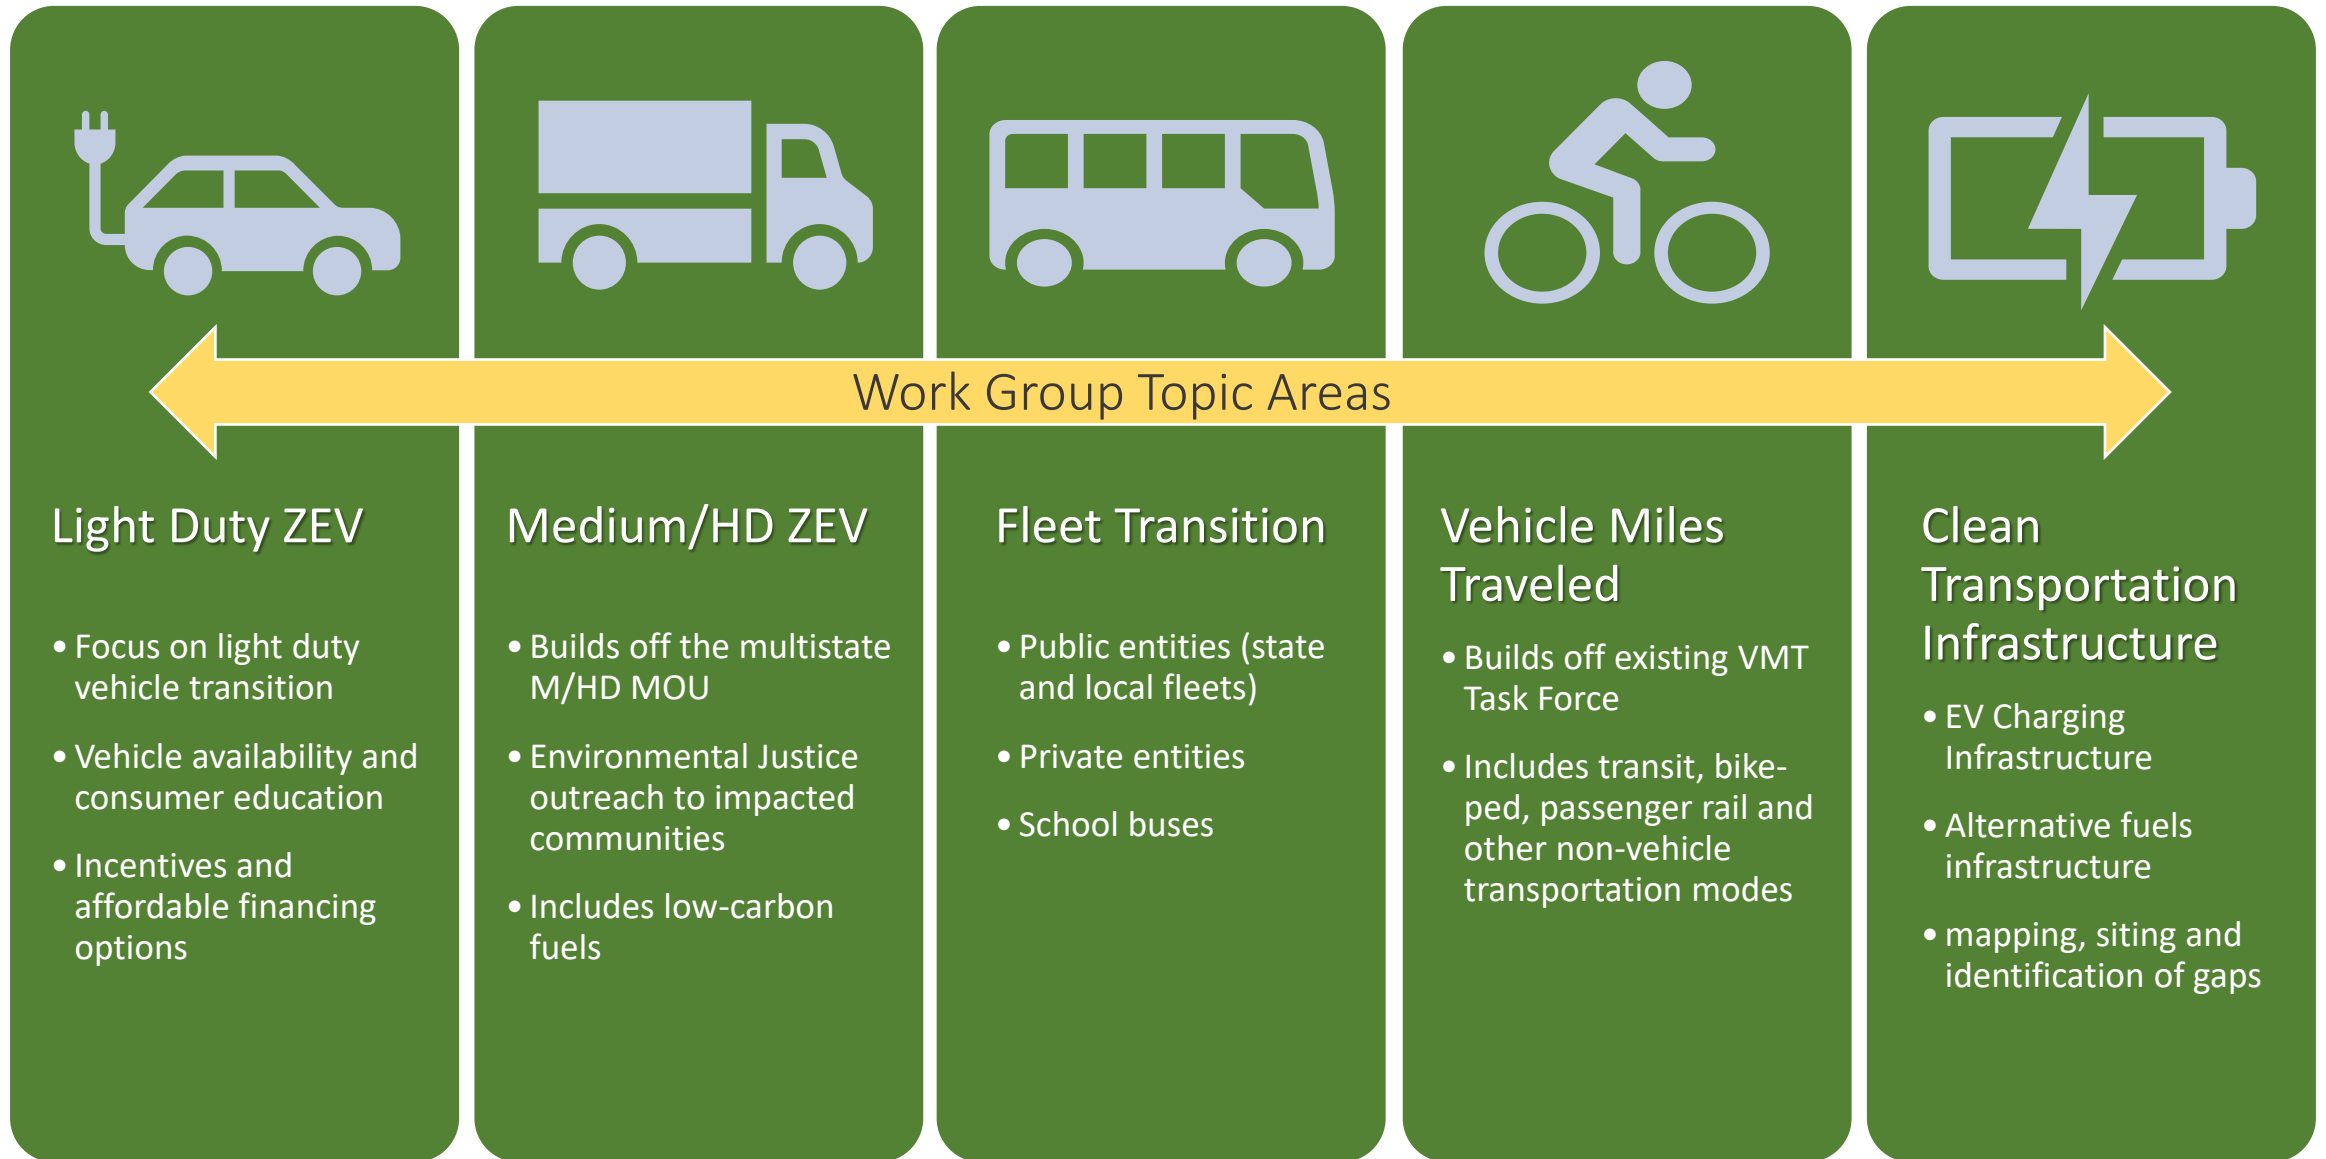 Work Group Topic Areas
Light Duty ZEV
• Focus on light duty
vehicle transition
• Vehicle availability and
consumer education
• Incentives and
affordable financing
options
Medium/HD ZEV
• Builds off the multistate
M/HD MOU
• Environmental Justice
outreach to impacted
communities
• Includes low-carbon
fuels
Fleet Transition
• Public entities (state
and local fleets)
• Private entities
• School buses
Vehicle Miles
Traveled
• Builds off existing VMT
Task Force
• Includes transit, bike-
ped, passenger rail and
other non-vehicle
transportation modes
Clean
Transportation
Infrastructure
• EV Charging
Infrastructure
• Alternative fuels
infrastructure
• mapping, siting and
identification of gaps